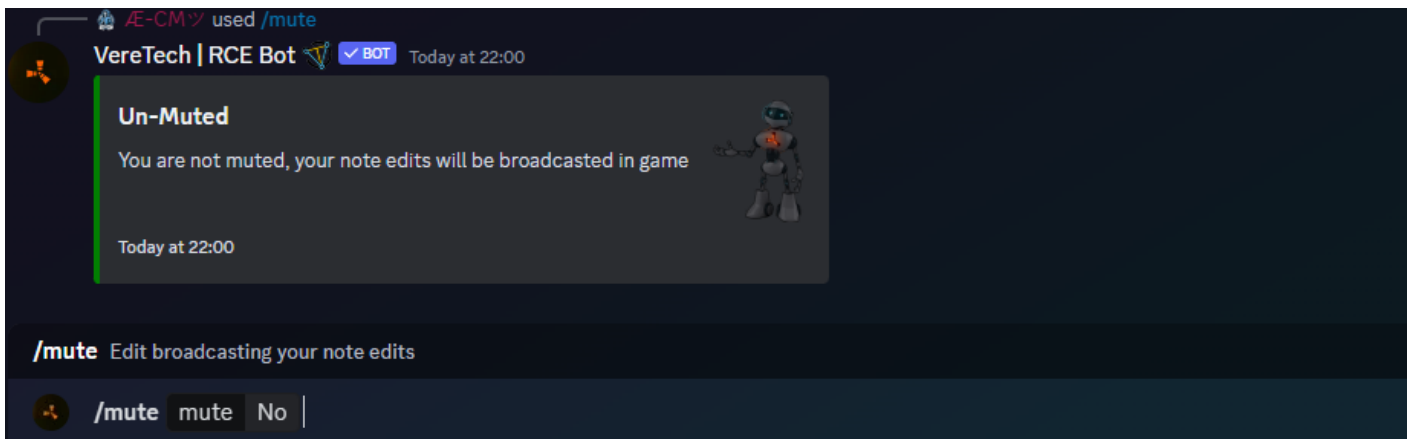 Æ-CMツ used /mute
VereTech | RCE Bot ✓ BOT Today at 22:00
Un-Muted
You are not muted, your note edits will be broadcasted in game
Today at 22:00
/mute Edit broadcasting your note edits
/mute mute No